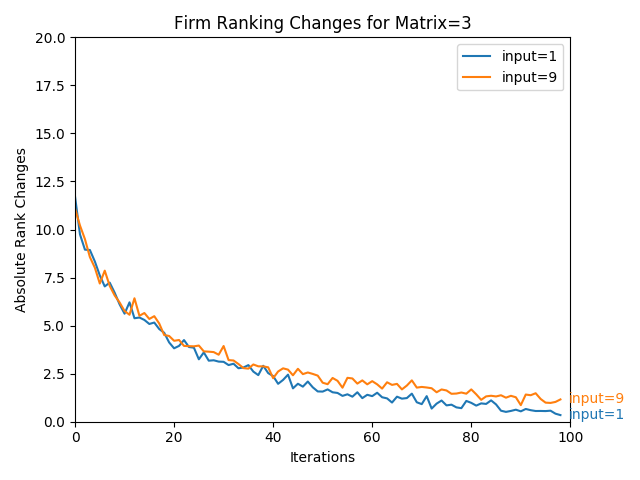 Firm Ranking Changes for Matrix=3
20.0
17.5
15.0
12.5
10.0
7.5
5.0
2.5
0.0
Absolute Rank Changes
input=1
input=9
input=9
input=1
0 20 40 60 80 100
Iterations